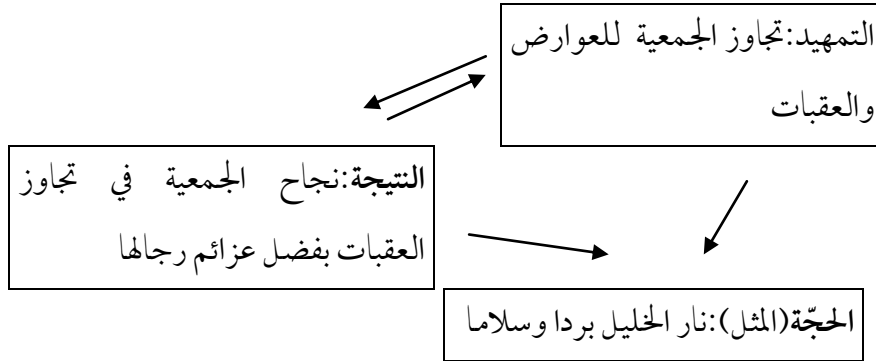 التمهيد:تجاوز الجمعية للعوارض
والعقبات
النتيجة:نجاح الجمعية في تجاوز
العقبات بفضل عزائم رجالها
الحجّة(المثل):نار الخليل بردا وسلاما